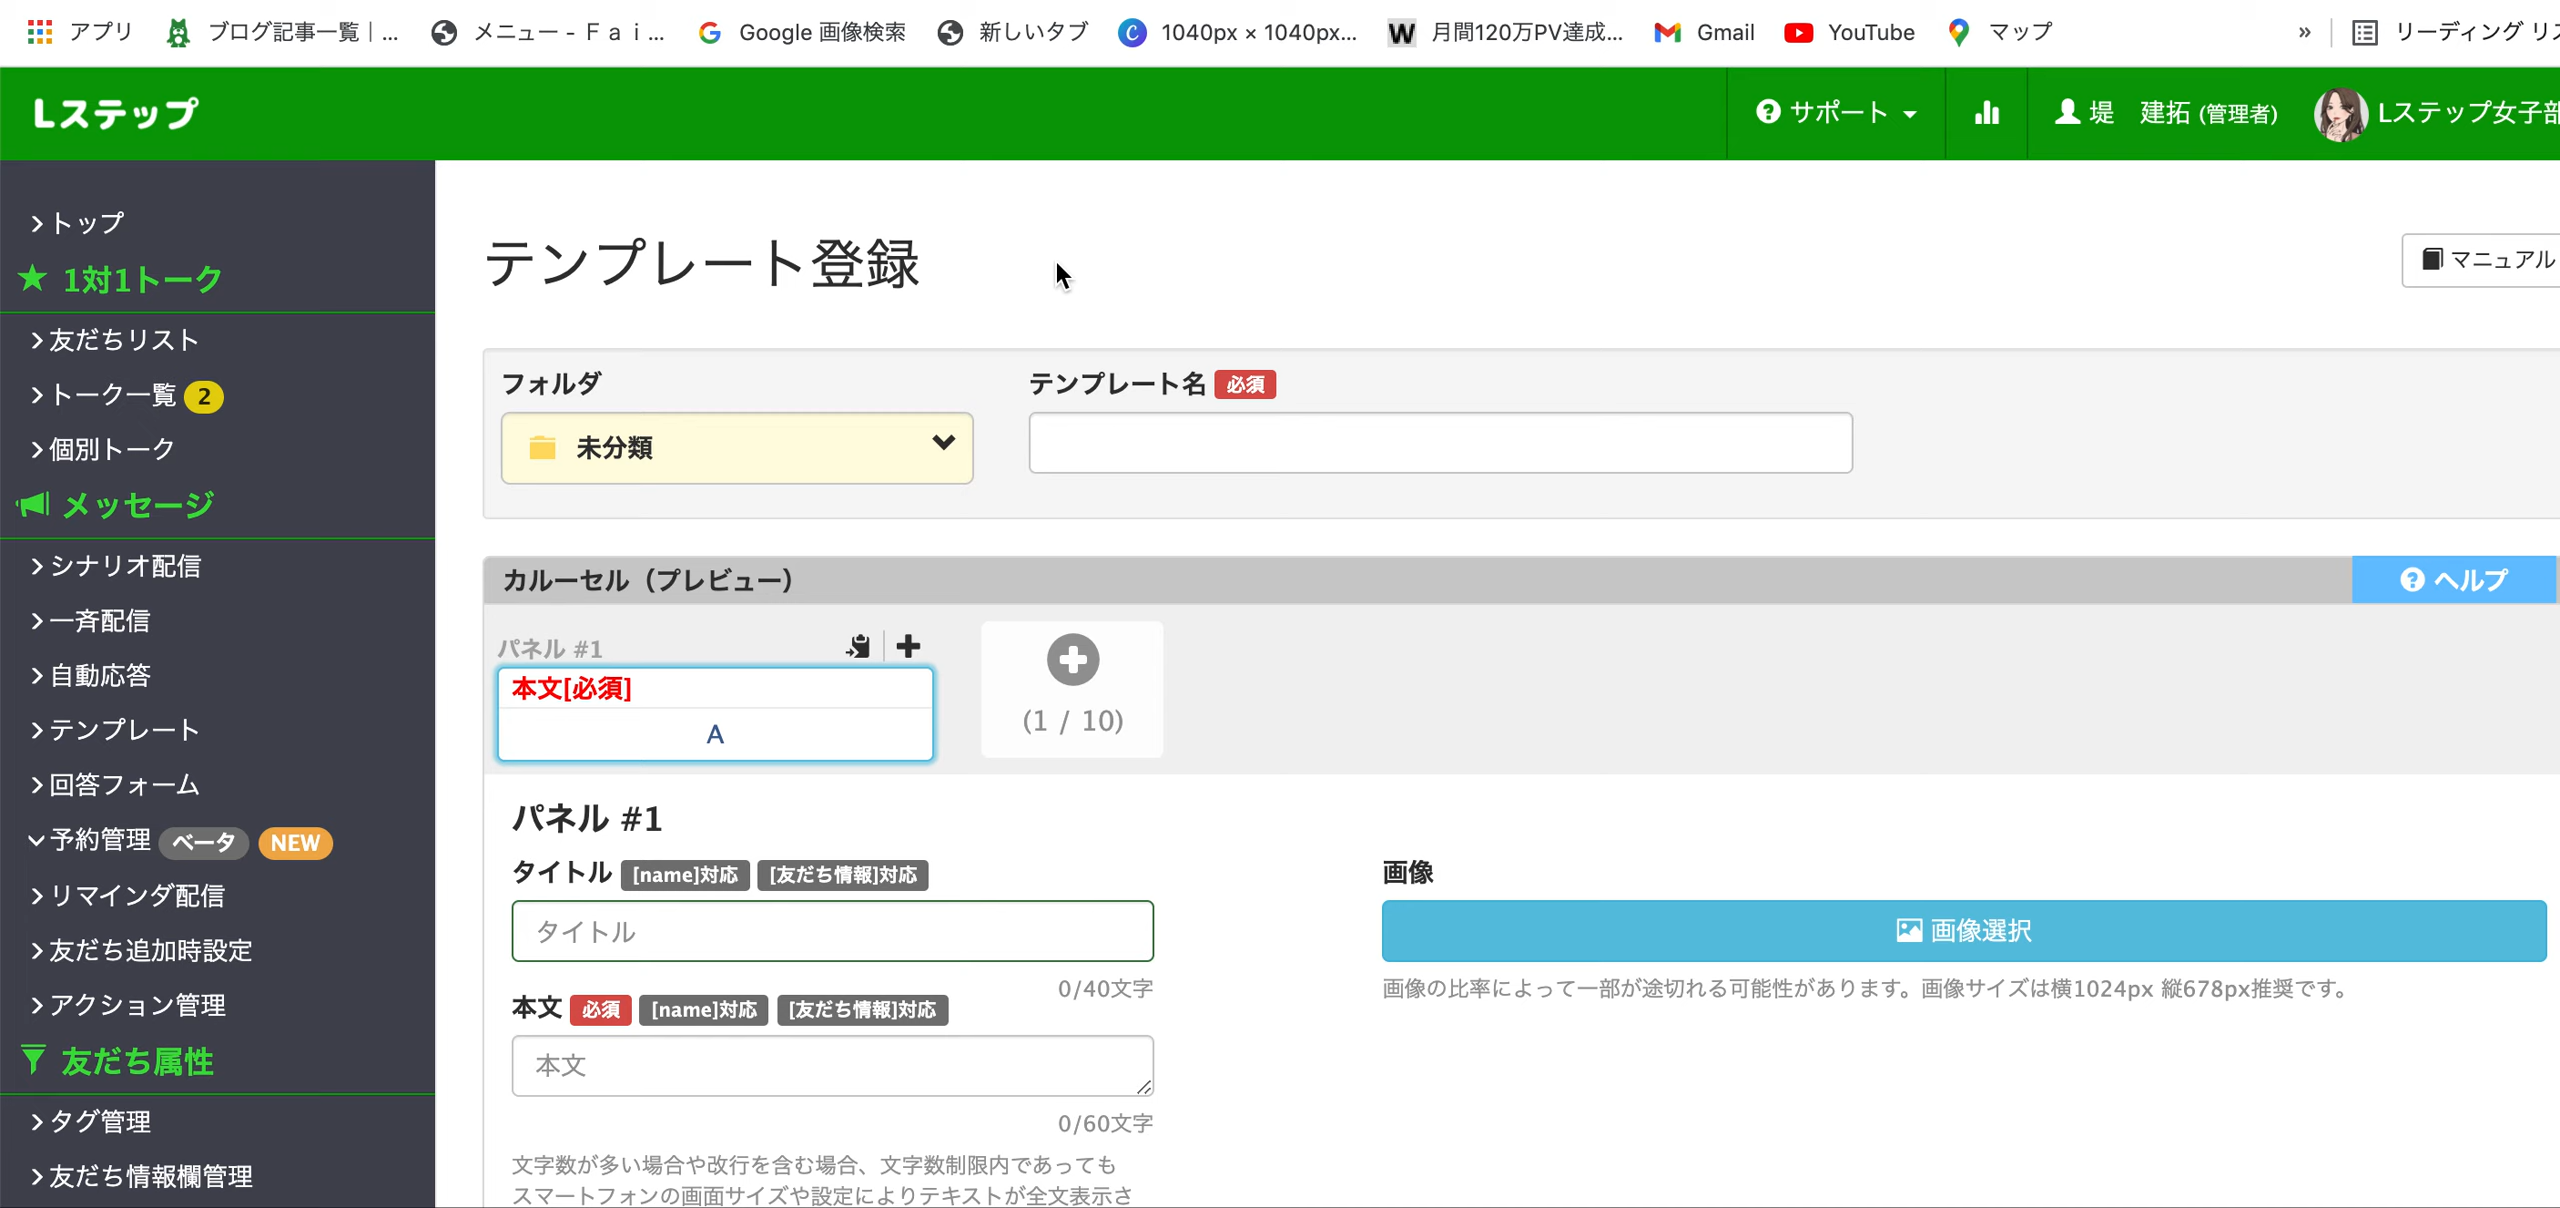 アプリ ブログ記事一覧｜... メニュー - Ｆａｉ... Google 画像検索 新しいタブ 1040px × 1040px... 月間120万PV達成... Gmail YouTube マップ » リーディング リス
Lステップ サポート 堤 建拓 (管理者) Lステップ女子部
トップ
1対1トーク
友だちリスト
トーク一覧 2
個別トーク
メッセージ
シナリオ配信
一斉配信
自動応答
テンプレート
回答フォーム
予約管理 ベータ NEW
リマインダ配信
友だち追加時設定
アクション管理
友だち属性
タグ管理
友だち情報欄管理
テンプレート登録
マニュアル
フォルダ
未分類
テンプレート名 必須
カルーセル（プレビュー）
ヘルプ
パネル #1
本文[必須]
A
(1 / 10)
パネル #1
タイトル [name]対応 [友だち情報]対応
タイトル
0/40文字
本文 必須 [name]対応 [友だち情報]対応
本文
0/60文字
文字数が多い場合や改行を含む場合、文字数制限内であっても
スマートフォンの画面サイズや設定によりテキストが全文表示さ
画像
画像選択
画像の比率によって一部が途切れる可能性があります。画像サイズは横1024px 縦678px推奨です。